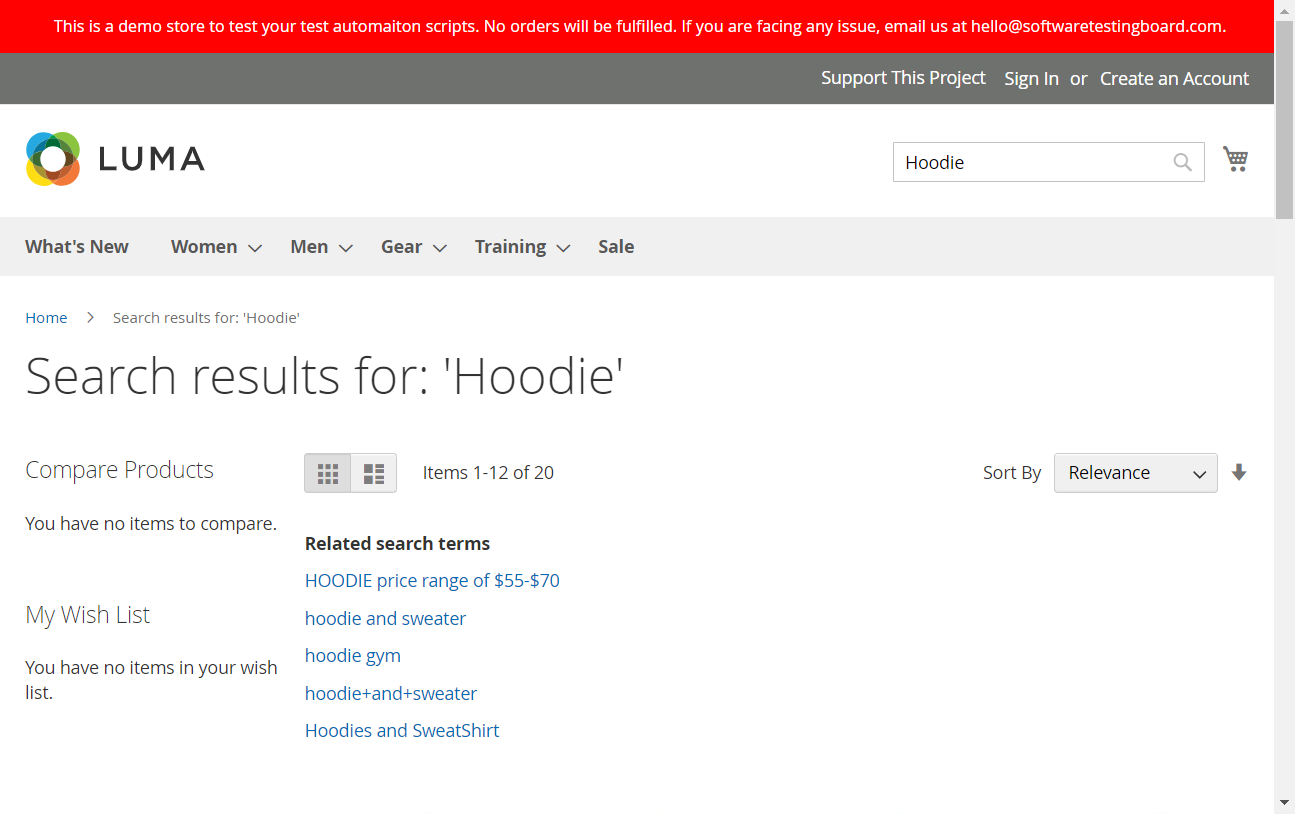 This is a demo store to test your test automaiton scripts. No orders will be fulfilled. If you are facing any issue, email us at hello@softwaretestingboard.com.
Support This Project Sign In or Create an Account
LUMA
Hoodie
What's New Women Men Gear Training Sale
Home Search results for: 'Hoodie'
Search results for: 'Hoodie'
Compare Products
You have no items to compare.
My Wish List
You have no items in your wish
list.
Items 1-12 of 20
Sort By Relevance
Related search terms
HOODIE price range of $55-$70
hoodie and sweater
hoodie gym
hoodie+and+sweater
Hoodies and SweatShirt